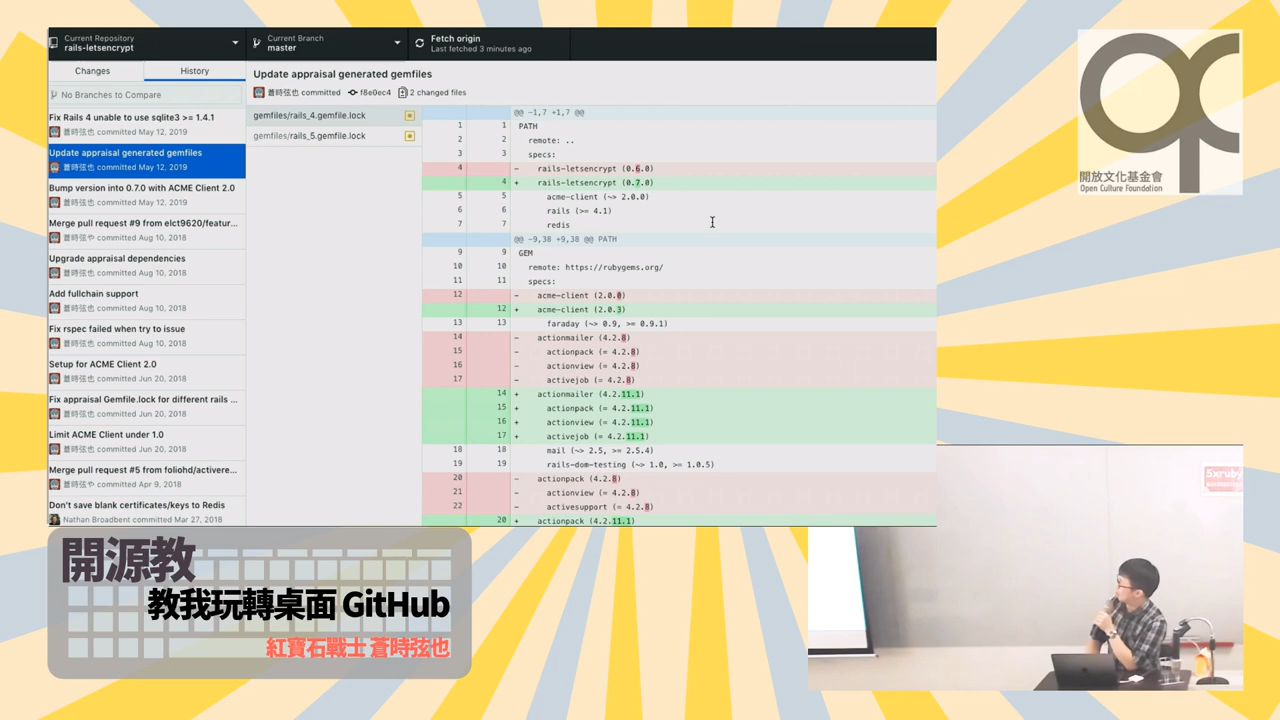 Current Repository
rails-letsencrypt
Current Branch
master
Fetch origin
Last fetched 3 minutes ago
Changes
History
No Branches to Compare
Fix Rails 4 unable to use sqlite3 >= 1.4.1
蒼時弦也 committed May 12, 2019
Update appraisal generated gemfiles
蒼時弦也 committed May 12, 2019
Bump version into 0.7.0 with ACME Client 2.0
蒼時弦也 committed May 12, 2019
Merge pull request #9 from elct9620/featur...
蒼時弦や committed Aug 10, 2018
Upgrade appraisal dependencies
蒼時弦也 committed Aug 10, 2018
Add fullchain support
蒼時弦也 committed Aug 10, 2018
Fix rspec failed when try to issue
蒼時弦也 committed Aug 10, 2018
Setup for ACME Client 2.0
蒼時弦也 committed Jun 20, 2018
Fix appraisal Gemfile.lock for different rails ...
蒼時弦也 committed Jun 20, 2018
Limit ACME Client under 1.0
蒼時弦也 committed Jun 20, 2018
Merge pull request #5 from foliohd/activere...
蒼時弦也 committed Apr 9, 2018
Don't save blank certificates/keys to Redis
Nathan Broadbent committed Mar 27, 2018
Update appraisal generated gemfiles
蒼時弦也 committed f8e0ec4 2 changed files
gemfiles/rails_4.gemfile.lock
gemfiles/rails_5.gemfile.lock
@@ -1,7 +1,7 @@
1 1 PATH
2 2 remote: ..
3 3 specs:
4 - rails-letsencrypt (0.6.0)
4 + rails-letsencrypt (0.7.0)
5 5 acme-client (~> 2.0.0)
6 6 rails (>= 4.1)
7 7 redis
@@ -9,38 +9,38 @@ PATH
9 9 GEM
10 10 remote: https://rubygems.org/
11 11 specs:
12 - acme-client (2.0.0)
12 + acme-client (2.0.3)
13 13 faraday (~> 0.9, >= 0.9.1)
14 - actionmailer (4.2.8)
15 - actionpack (= 4.2.8)
16 - actionview (= 4.2.8)
17 - activejob (= 4.2.8)
14 + actionmailer (4.2.11.1)
15 + actionpack (= 4.2.11.1)
16 + actionview (= 4.2.11.1)
17 + activejob (= 4.2.11.1)
18 18 mail (~> 2.5, >= 2.5.4)
19 19 rails-dom-testing (~> 1.0, >= 1.0.5)
20 - actionpack (4.2.8)
21 - actionview (= 4.2.8)
22 - activesupport (= 4.2.8)
20 + actionpack (4.2.11.1)
開放文化基金會
Open Culture Foundation
5xruby
開源教
教我玩轉桌面 GitHub
紅寶石戰士 蒼時弦也